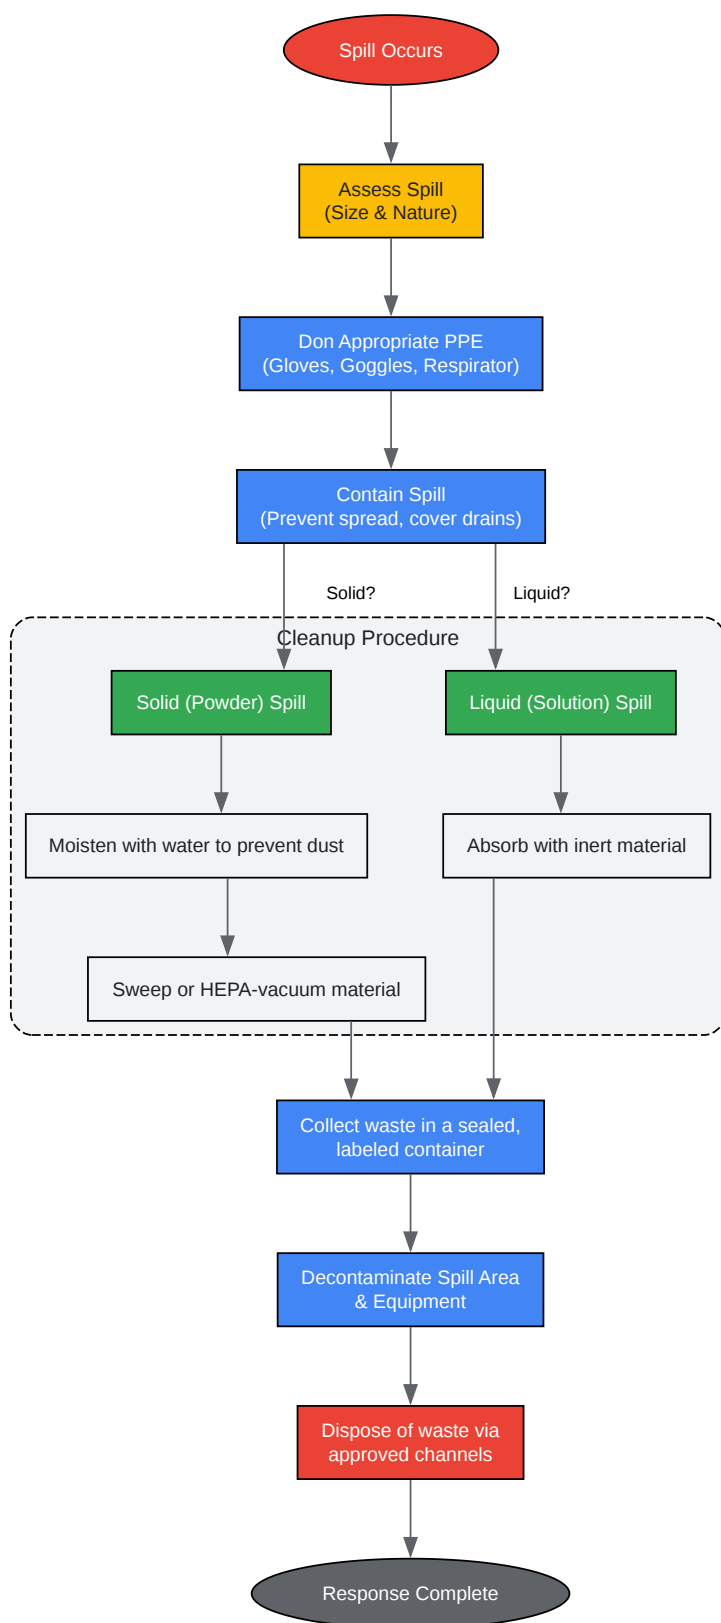 Spill Occurs
Assess Spill
(Size & Nature)
Don Appropriate PPE
(Gloves, Goggles, Respirator)
Contain Spill
(Prevent spread, cover drains)
Solid?
Liquid?
Cleanup Procedure
Solid (Powder) Spill
Liquid (Solution) Spill
Moisten with water to prevent dust
Absorb with inert material
Sweep or HEPA-vacuum material
Collect waste in a sealed,
labeled container
Decontaminate Spill Area
& Equipment
Dispose of waste via
approved channels
Response Complete